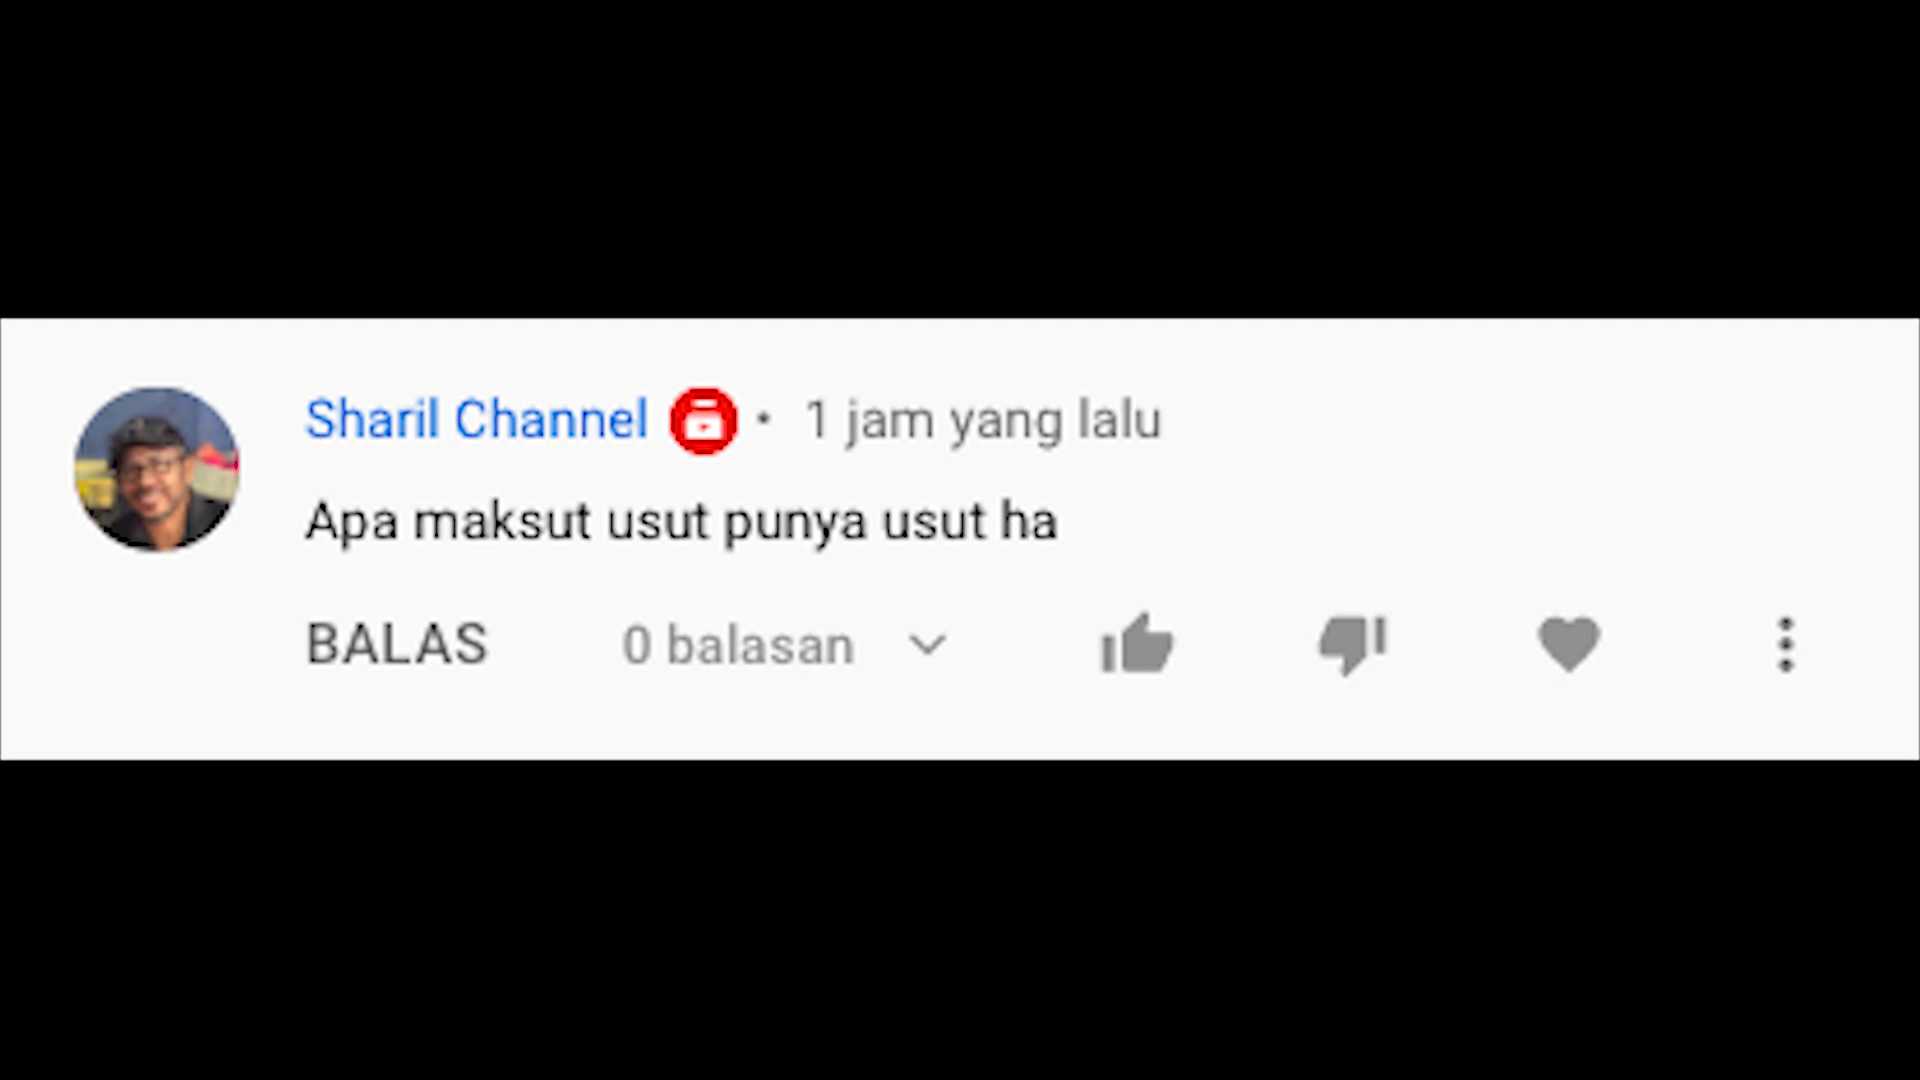 Sharil Channel • 1 jam yang lalu
Apa maksut usut punya usut ha
BALAS 0 balasan